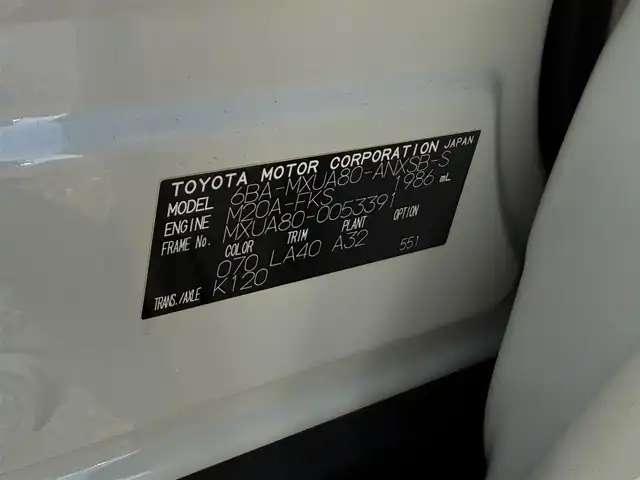 TOYOTA MOTOR CORPORATION JAPAN
MODEL 6BA-MXUA80-ANXSB-S
ENGINE M20A-FKS 1986 mL
FRAME No. MXUA80-0053391
COLOR TRIM PLANT OPTION
070 LA40 A32 551
TRANS./AXLE K120